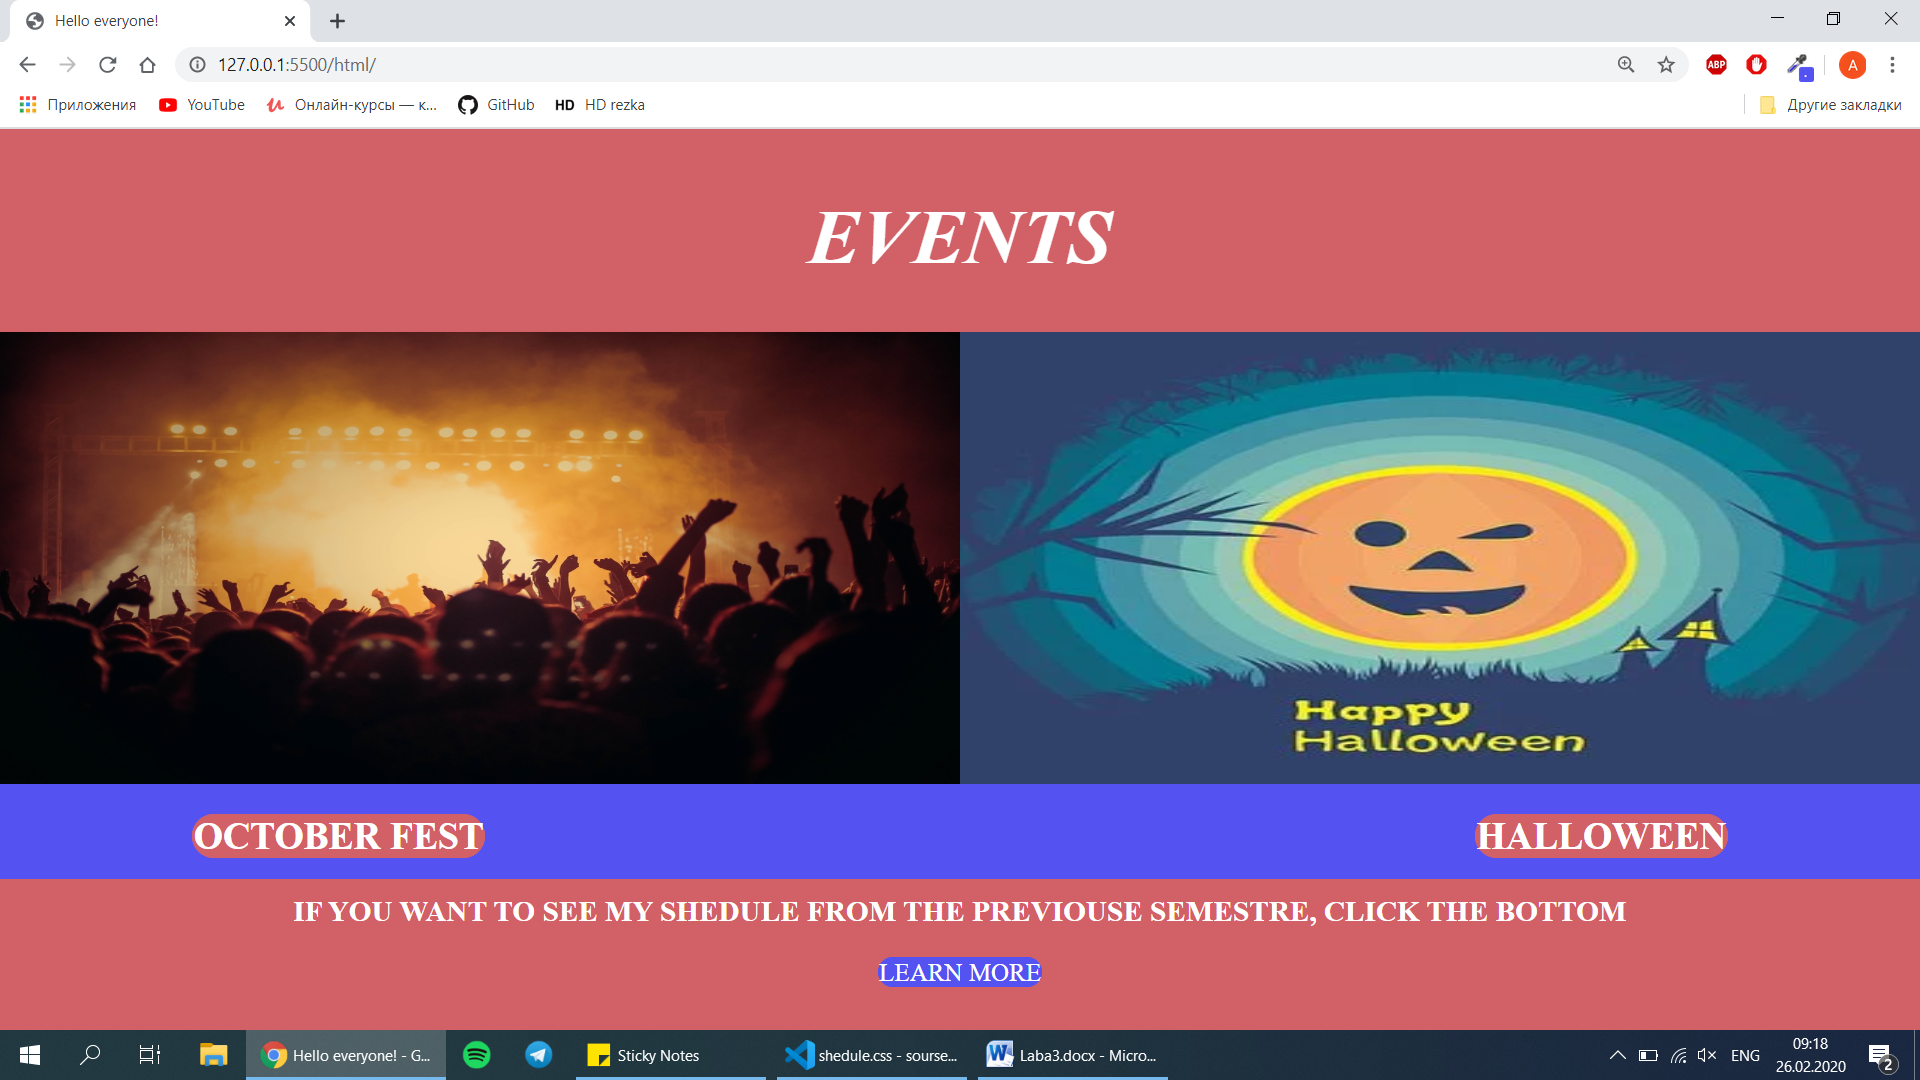 Hello everyone!
127.0.0.1:5500/html/
ABP
A
Приложения
YouTube
Онлайн-курсы — к...
GitHub
HD HD rezka
Другие закладки
EVENTS
Happy
Halloween
OCTOBER FEST
HALLOWEEN
IF YOU WANT TO SEE MY SHEDULE FROM THE PREVIOUSE SEMESTRE, CLICK THE BOTTOM
LEARN MORE
Hello everyone! - G...
Sticky Notes
shedule.css - sourse...
Laba3.docx - Micro...
ENG
09:18
26.02.2020
2